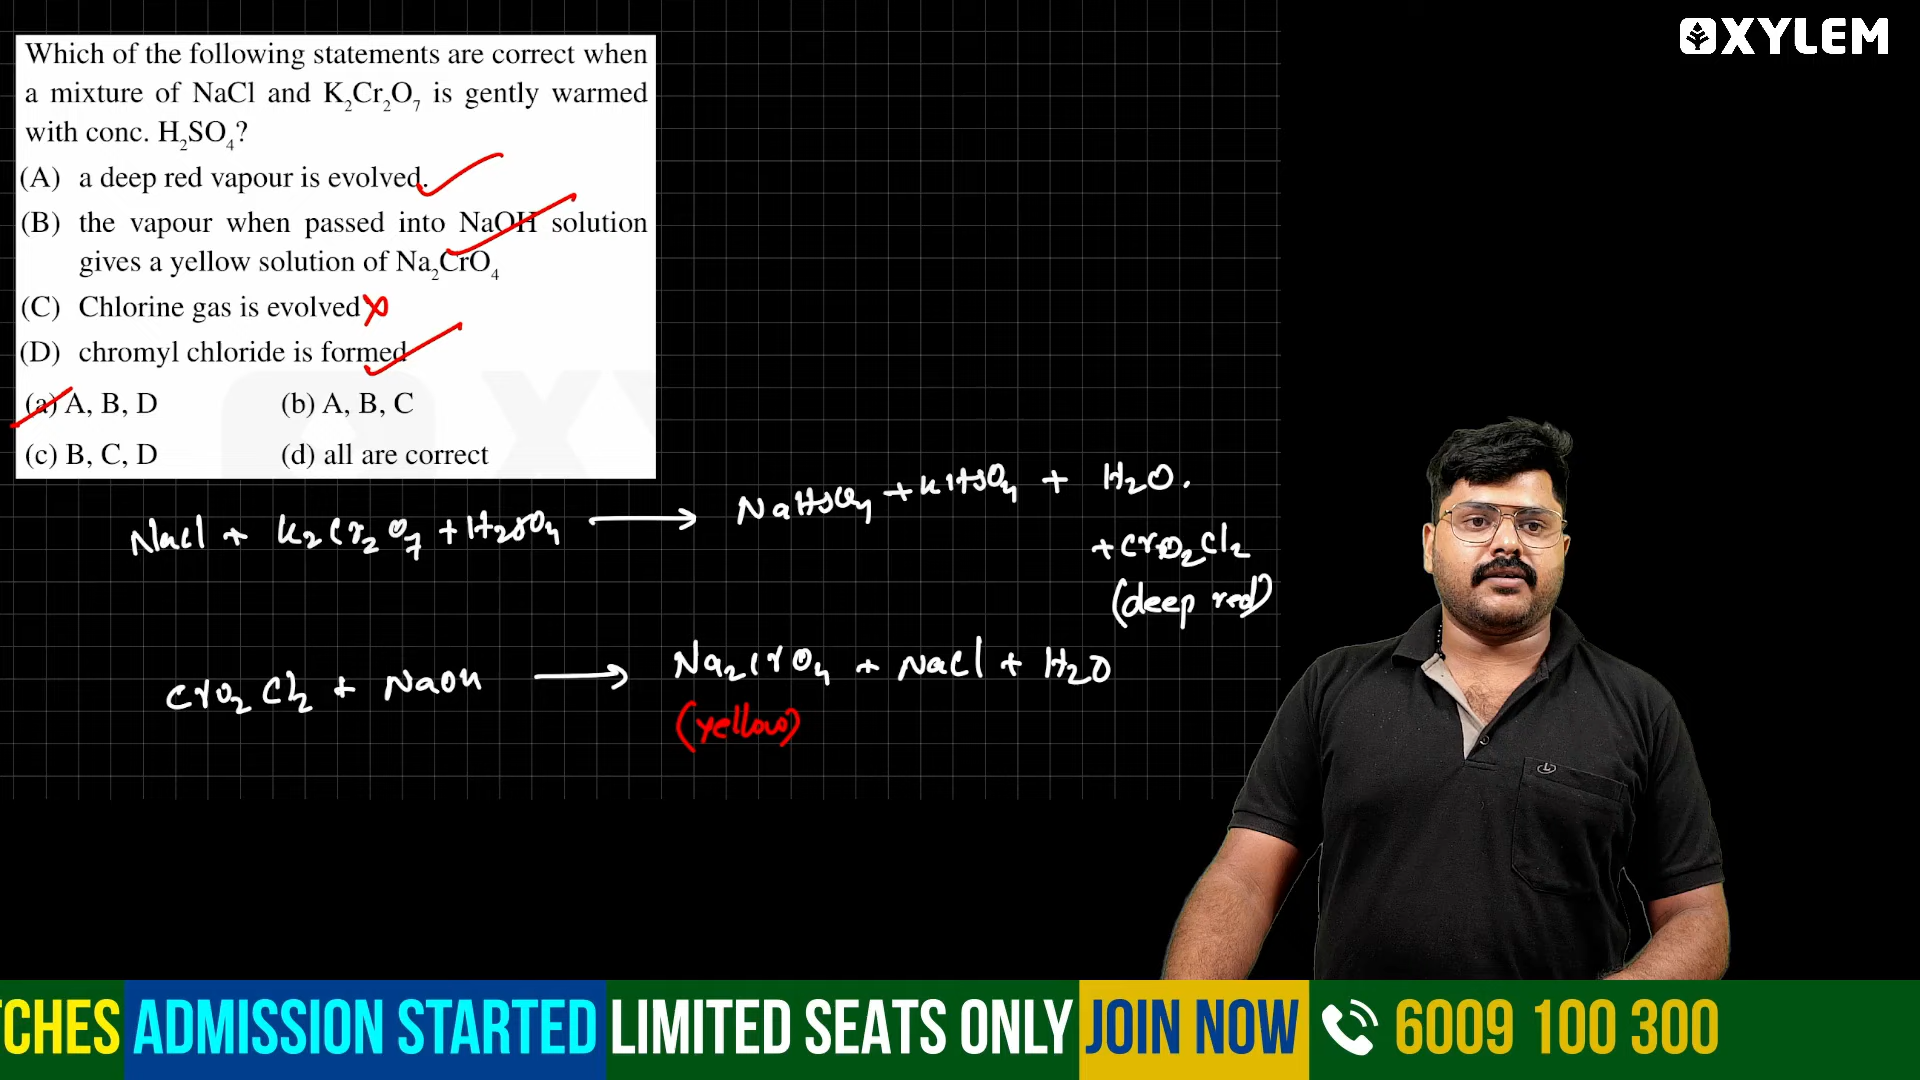 XYLEM
Which of the following statements are correct when
a mixture of NaCl and K₂Cr₂O₇ is gently warmed
with conc. H₂SO₄?
(A) a deep red vapour is evolved.
(B) the vapour when passed into NaOH solution
gives a yellow solution of Na₂CrO₄
(C) Chlorine gas is evolved
(D) chromyl chloride is formed
(a) A, B, D (b) A, B, C
(c) B, C, D (d) all are correct
NaCl + K₂Cr₂O₇ + H₂SO₄ → NaHSO₄ + KHSO₄ + H₂O.
+ CrO₂Cl₂
(deep red)
CrO₂Cl₂ + NaOH → Na₂CrO₄ + NaCl + H₂O
(yellow)
TCHES ADMISSION STARTED LIMITED SEATS ONLY JOIN NOW 6009 100 300